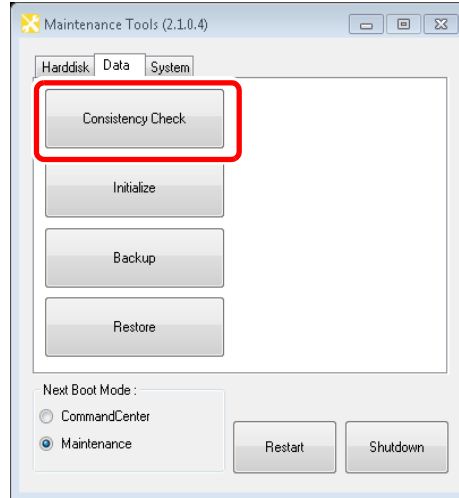 Maintenance Tools (2.1.0.4)
Harddisk Data System
Consistency Check
Initialize
Backup
Restore
Next Boot Mode :
CommandCenter
Maintenance
Restart Shutdown